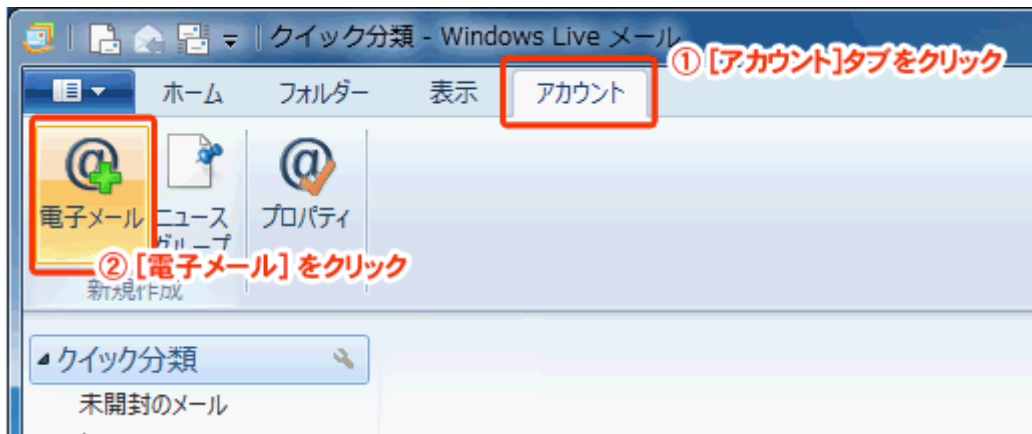 クイック分類 - Windows Live メール
① [アカウント]タブをクリック
ホーム フォルダー 表示 アカウント
電子メール ニュース プロパティ
グループ
② [電子メール] をクリック
新規作成
クイック分類
未開封のメール